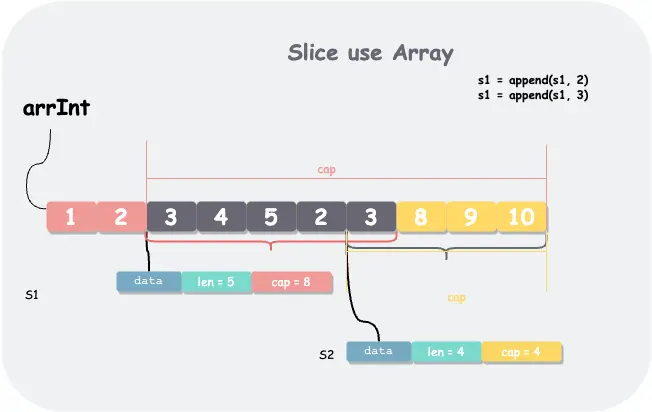 Slice use Array
s1 = append(s1, 2)
s1 = append(s1, 3)
arrInt
cap
1 2 3 4 5 2 3 8 9 10
data len = 5 cap = 8
S1
cap
S2 data len = 4 cap = 4